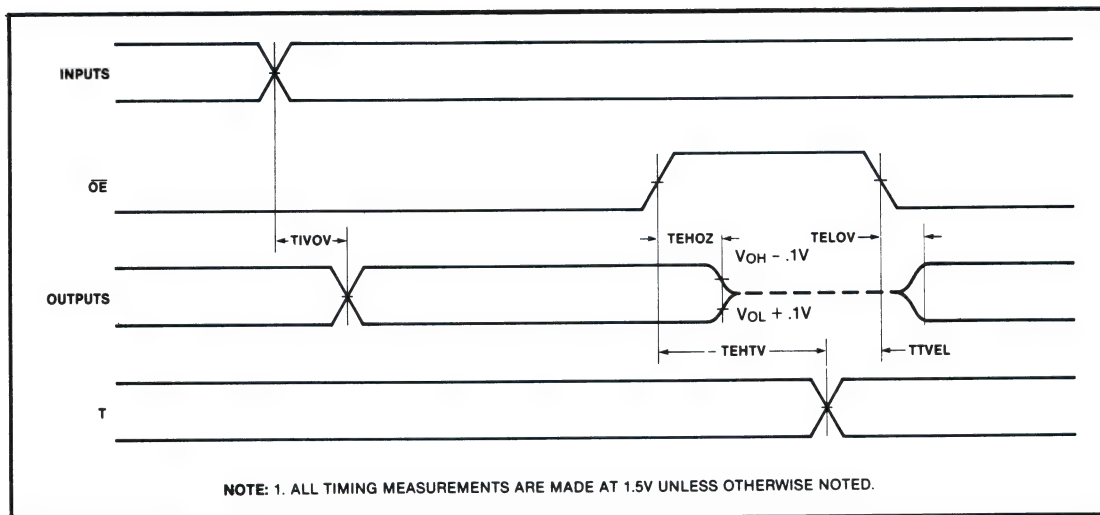 INPUTS
OE
TIVOV
TEHOZ
TELOV
VOH – .1V
OUTPUTS
VOL + .1V
TEHTV
TTVEL
T
NOTE: 1. ALL TIMING MEASUREMENTS ARE MADE AT 1.5V UNLESS OTHERWISE NOTED.